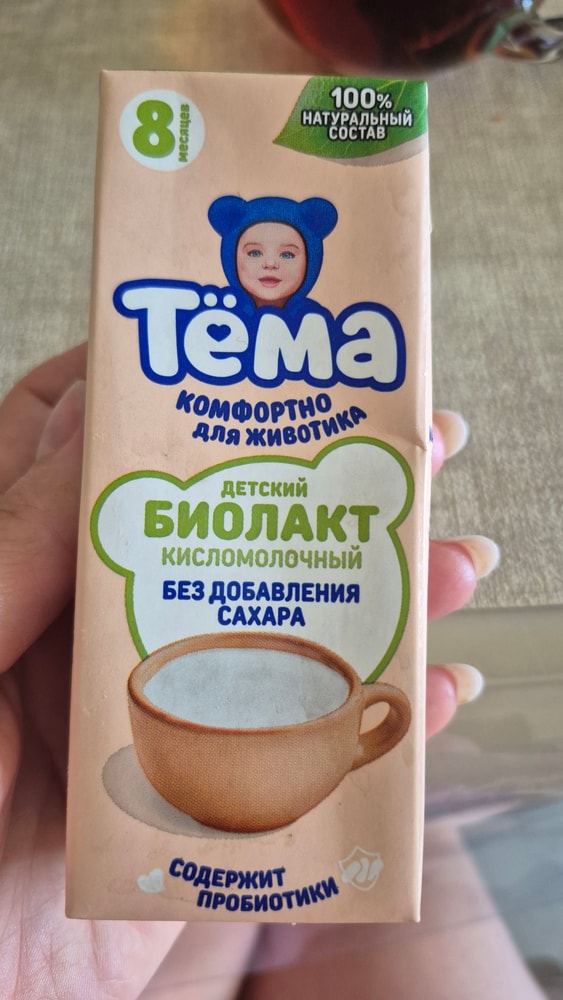 8
месяцев
100%
НАТУРАЛЬНЫЙ
СОСТАВ
Тёма
КОМФОРТНО
ДЛЯ ЖИВОТИКА
ДЕТСКИЙ
БИОЛАКТ
КИСЛОМОЛОЧНЫЙ
БЕЗ ДОБАВЛЕНИЯ
САХАРА
СОДЕРЖИТ
ПРОБИОТИКИ